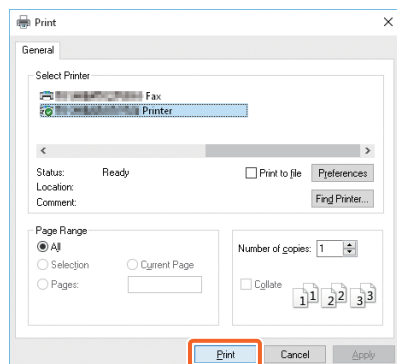 Print
General
Select Printer
Fax
Printer
Status: Ready
Print to file
Preferences
Location:
Comment:
Find Printer...
Page Range
All
Selection
Current Page
Pages:
Number of copies: 1
Collate
1 1 2 2 3 3
Print
Cancel
Apply